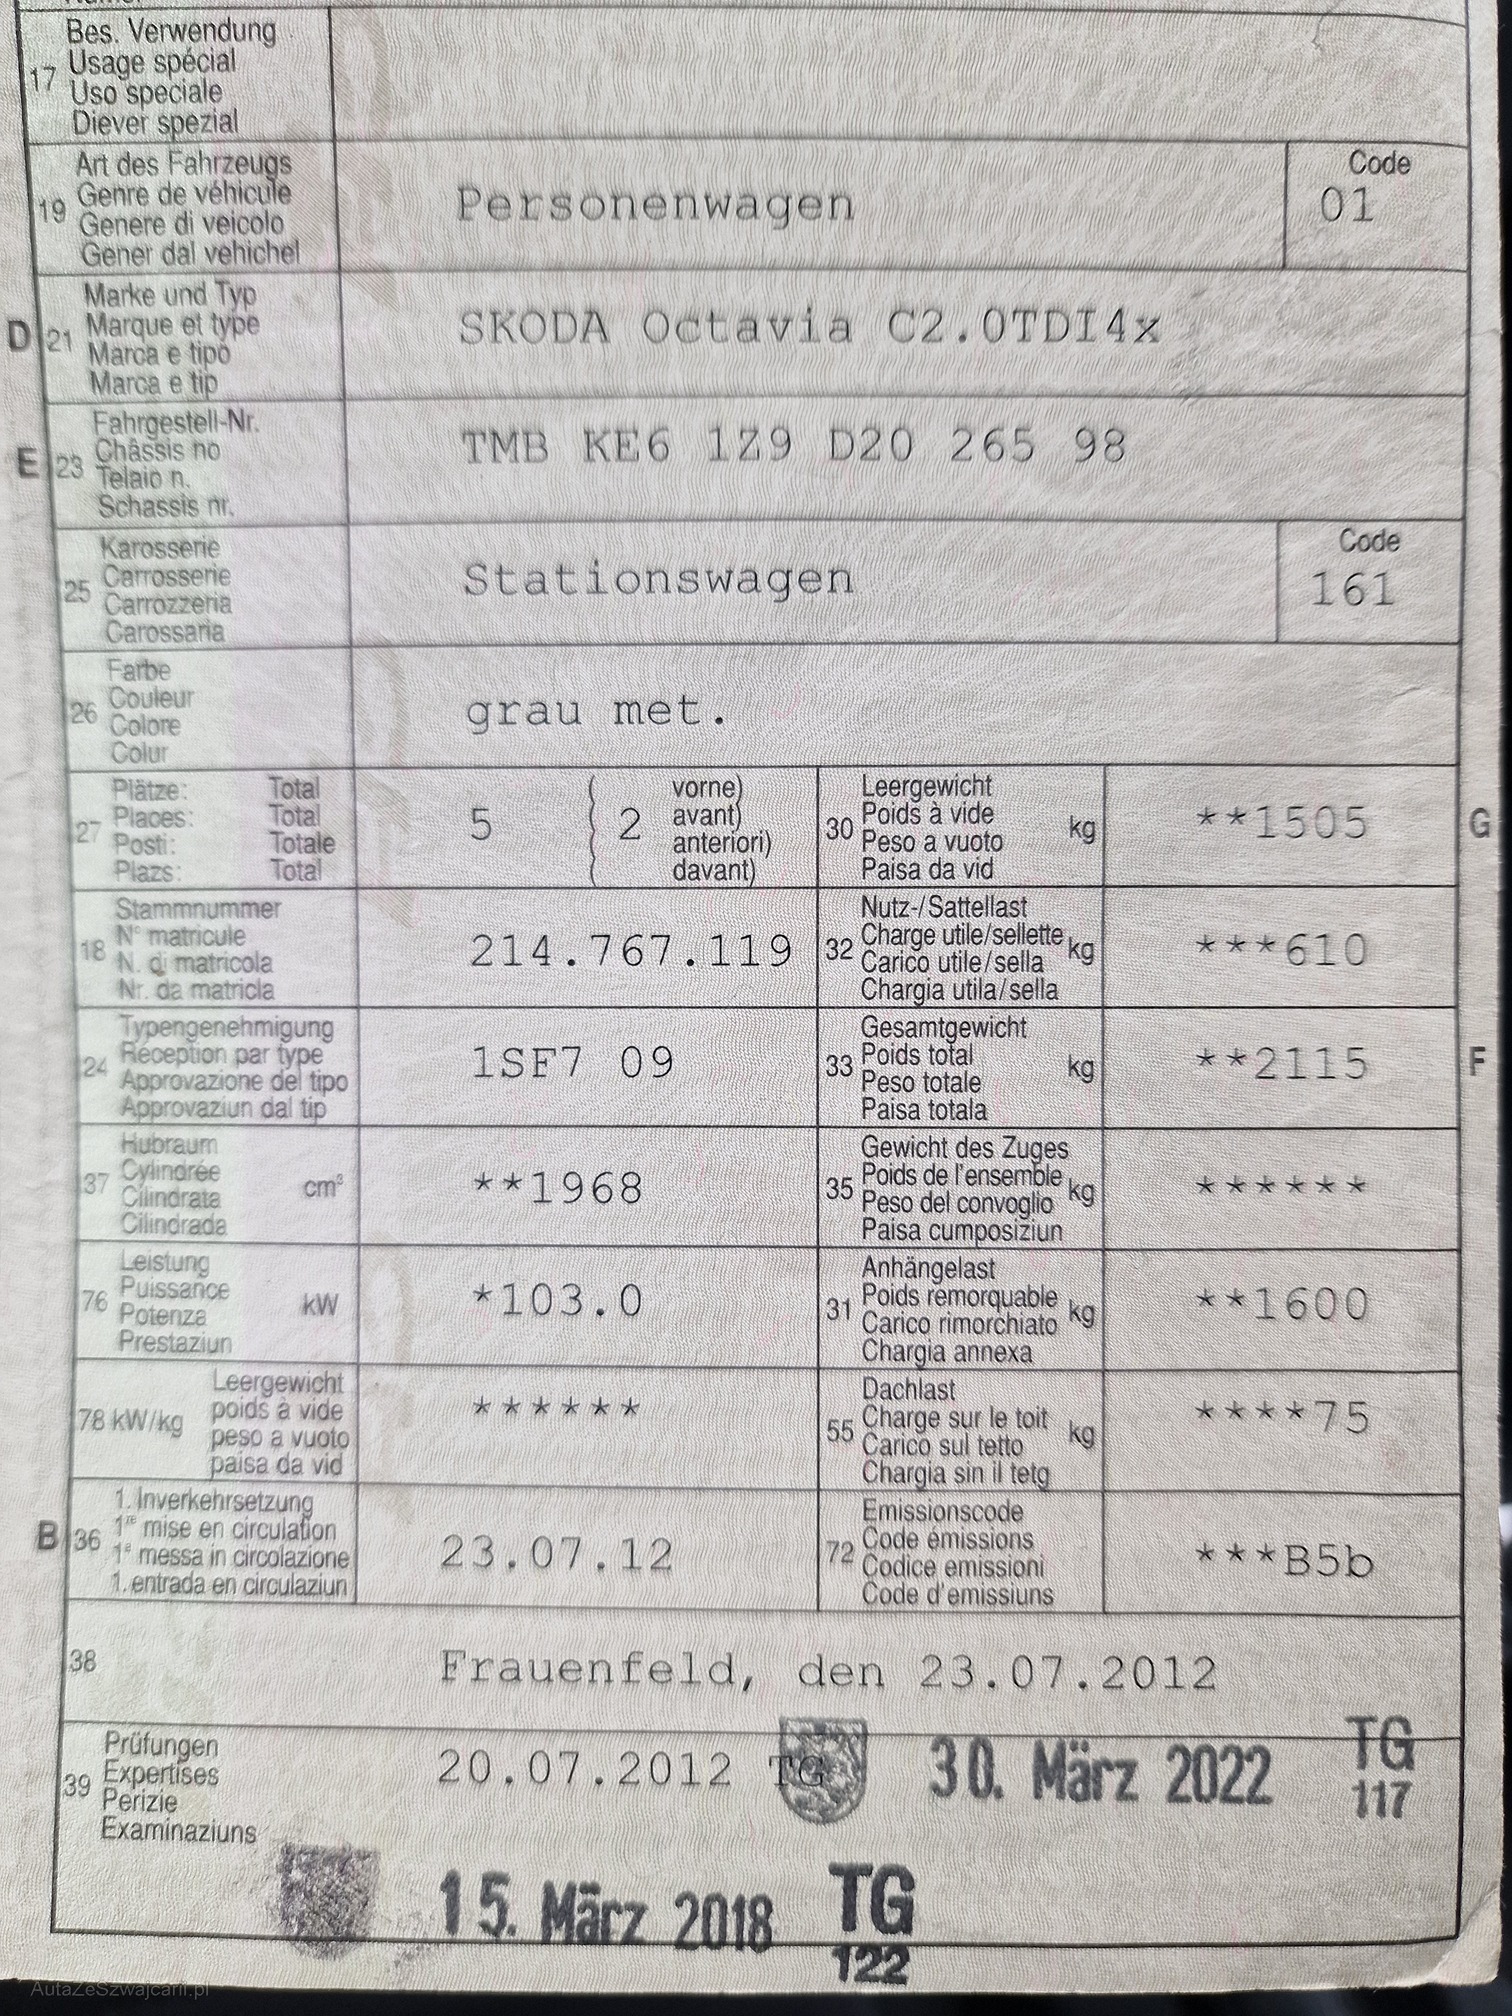 17 Bes. Verwendung
Usage spécial
Uso speciale
Diever spezial
19 Art des Fahrzeugs
Genre de véhicule
Genere di veicolo
Gener dal vehichel
Personenwagen
Code
01
D 21 Marke und Typ
Marque et type
Marca e tipo
Marca e tip
SKODA Octavia C2.0TDI4x
E 23 Fahrgestell-Nr.
Châssis no
Telaio n.
Schassis nr.
TMB KE6 1Z9 D20 265 98
25 Karosserie
Carrosserie
Carrozzeria
Carossaria
Stationswagen
Code
161
26 Farbe
Couleur
Colore
Colur
grau met.
27 Plätze: Total
Places: Total
Posti: Totale
Plazs: Total
5 ( 2 vorne)
avant)
anteriori)
davant)
30 Leergewicht
Poids à vide
Peso a vuoto
Paisa da vid
kg
**1505
G
18 Stammnummer
N° matricule
N. di matricola
Nr. da matricla
214.767.119
32 Nutz-/Sattellast
Charge utile/sellette
Carico utile/sella
Chargia utila/sella
kg
***610
24 Typengenehmigung
Réception par type
Approvazione del tipo
Approvaziun dal tip
1SF7 09
33 Gesamtgewicht
Poids total
Peso totale
Paisa totala
kg
**2115
F
37 Hubraum
Cylindrée
Cilindrata
Cilindrada
cm³
**1968
35 Gewicht des Zuges
Poids de l'ensemble
Peso del convoglio
Paisa cumposiziun
kg
******
76 Leistung
Puissance
Potenza
Prestaziun
kW
*103.0
31 Anhängelast
Poids remorquable
Carico rimorchiato
Chargia annexa
kg
**1600
78 kW/kg
Leergewicht
poids à vide
peso a vuoto
paisa da vid
******
55 Dachlast
Charge sur le toit
Carico sul tetto
Chargia sin il tetg
kg
****75
B 36 1. Inverkehrsetzung
1re mise en circulation
1a messa in circolazione
1. entrada en circulaziun
23.07.12
72 Emissionscode
Code émissions
Codice emissioni
Code d'emissiuns
***B5b
38 Frauenfeld, den 23.07.2012
39 Prüfungen
Expertises
Perizie
Examinaziuns
20.07.2012 TG
30. März 2022
TG
117
15. März 2018
TG
122
AutaZeSzwajcarii.pl